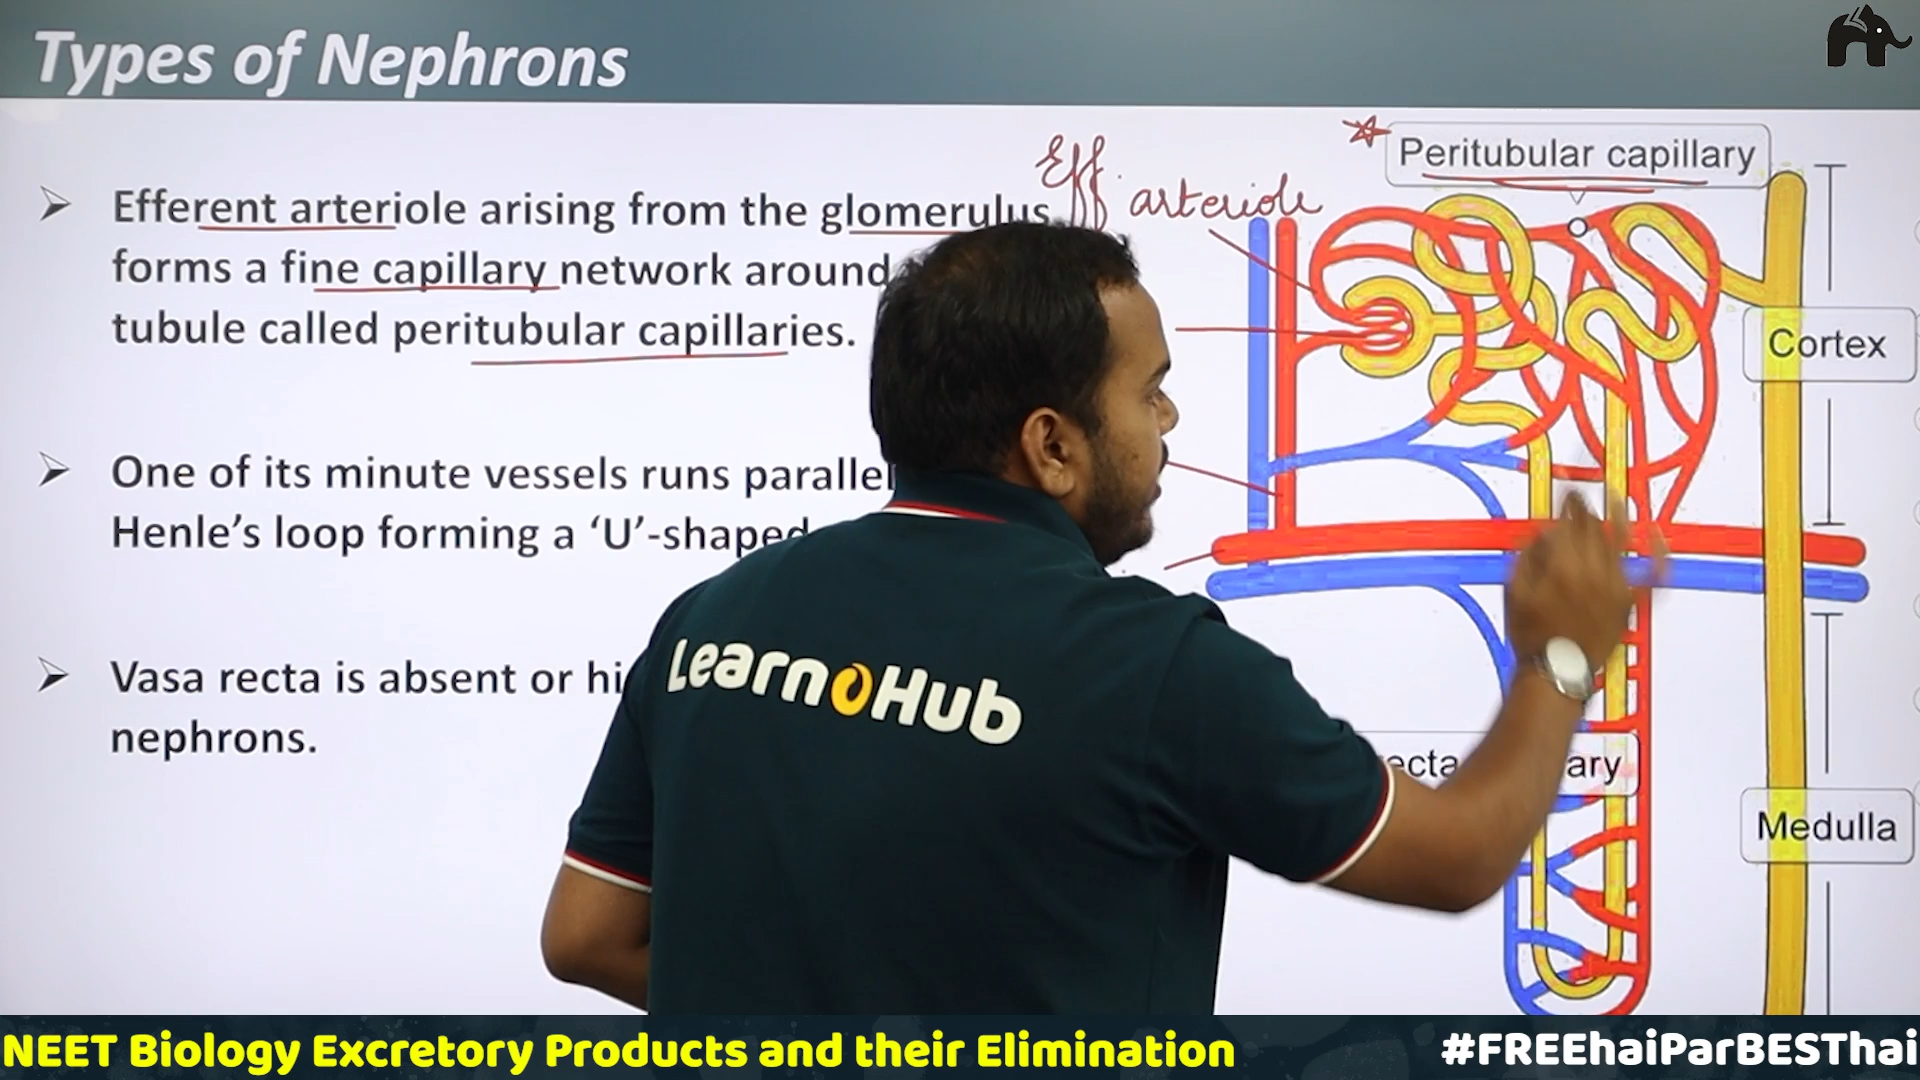 Types of Nephrons
Efferent arteriole arising from the glomerulus
forms a fine capillary network around
tubule called peritubular capillaries.
One of its minute vessels runs parallel
Henle's loop forming a 'U'-shaped
Vasa recta is absent or
nephrons.
Eff. arteriole
Peritubular capillary
Cortex
Medulla
LearnoHub
NEET Biology Excretory Products and their Elimination
#FREEhaiParBESThai